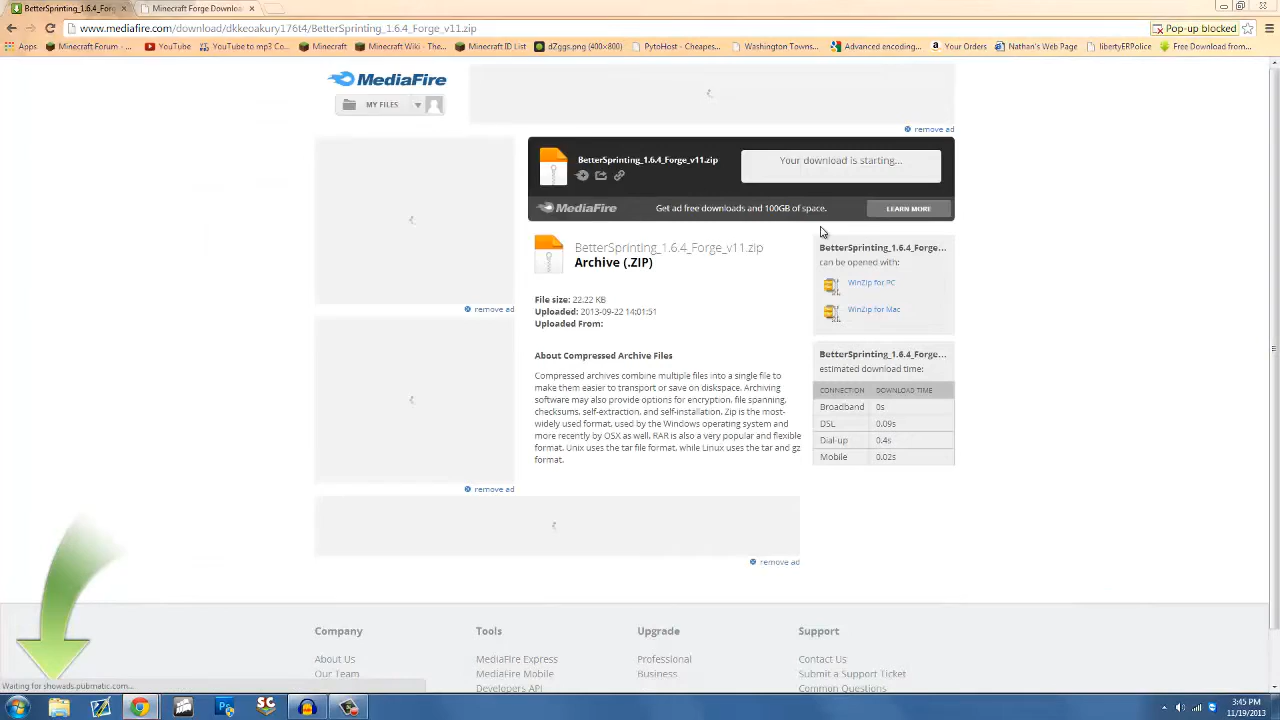 BetterSprinting_1.6.4_For
Minecraft Forge Downloa
www.mediafire.com/download/dkkeoakury176t4/BetterSprinting_1.6.4_Forge_v11.zip
Pop-up blocked
Apps
Minecraft Forum - ...
YouTube
YouTube to mp3 Co...
Minecraft
Minecraft Wiki - The...
Minecraft ID List
dZggs.png (400×800)
PytoHost - Cheapes...
Washington Towns...
Advanced encoding...
Your Orders
Nathan's Web Page
libertyERPolice
Free Download from...
MediaFire
MY FILES
remove ad
BetterSprinting_1.6.4_Forge_v11.zip
Your download is starting...
MediaFire
Get ad free downloads and 100GB of space.
LEARN MORE
BetterSprinting_1.6.4_Forge_v11.zip
Archive (.ZIP)
File size: 22.22 KB
Uploaded: 2013-09-22 14:01:51
Uploaded From:
About Compressed Archive Files
Compressed archives combine multiple files into a single file to
make them easier to transport or save on diskspace. Archiving
software may also provide options for encryption, file spanning,
checksums, self-extraction, and self-installation. Zip is the most-
widely used format, used by the Windows operating system and
more recently by OSX as well. RAR is also a very popular and flexible
format. Unix uses the tar file format, while Linux uses the tar and gz
format.
BetterSprinting_1.6.4_Forge...
can be opened with:
WinZip for PC
WinZip for Mac
BetterSprinting_1.6.4_Forge...
estimated download time:
CONNECTION DOWNLOAD TIME
Broadband 0s
DSL 0.09s
Dial-up 0.4s
Mobile 0.02s
remove ad
remove ad
remove ad
Company
About Us
Our Team
Tools
MediaFire Express
MediaFire Mobile
Developers API
Upgrade
Professional
Business
Support
Contact Us
Submit a Support Ticket
Common Questions
Waiting for showads.pubmatic.com...
3:45 PM
11/19/2013